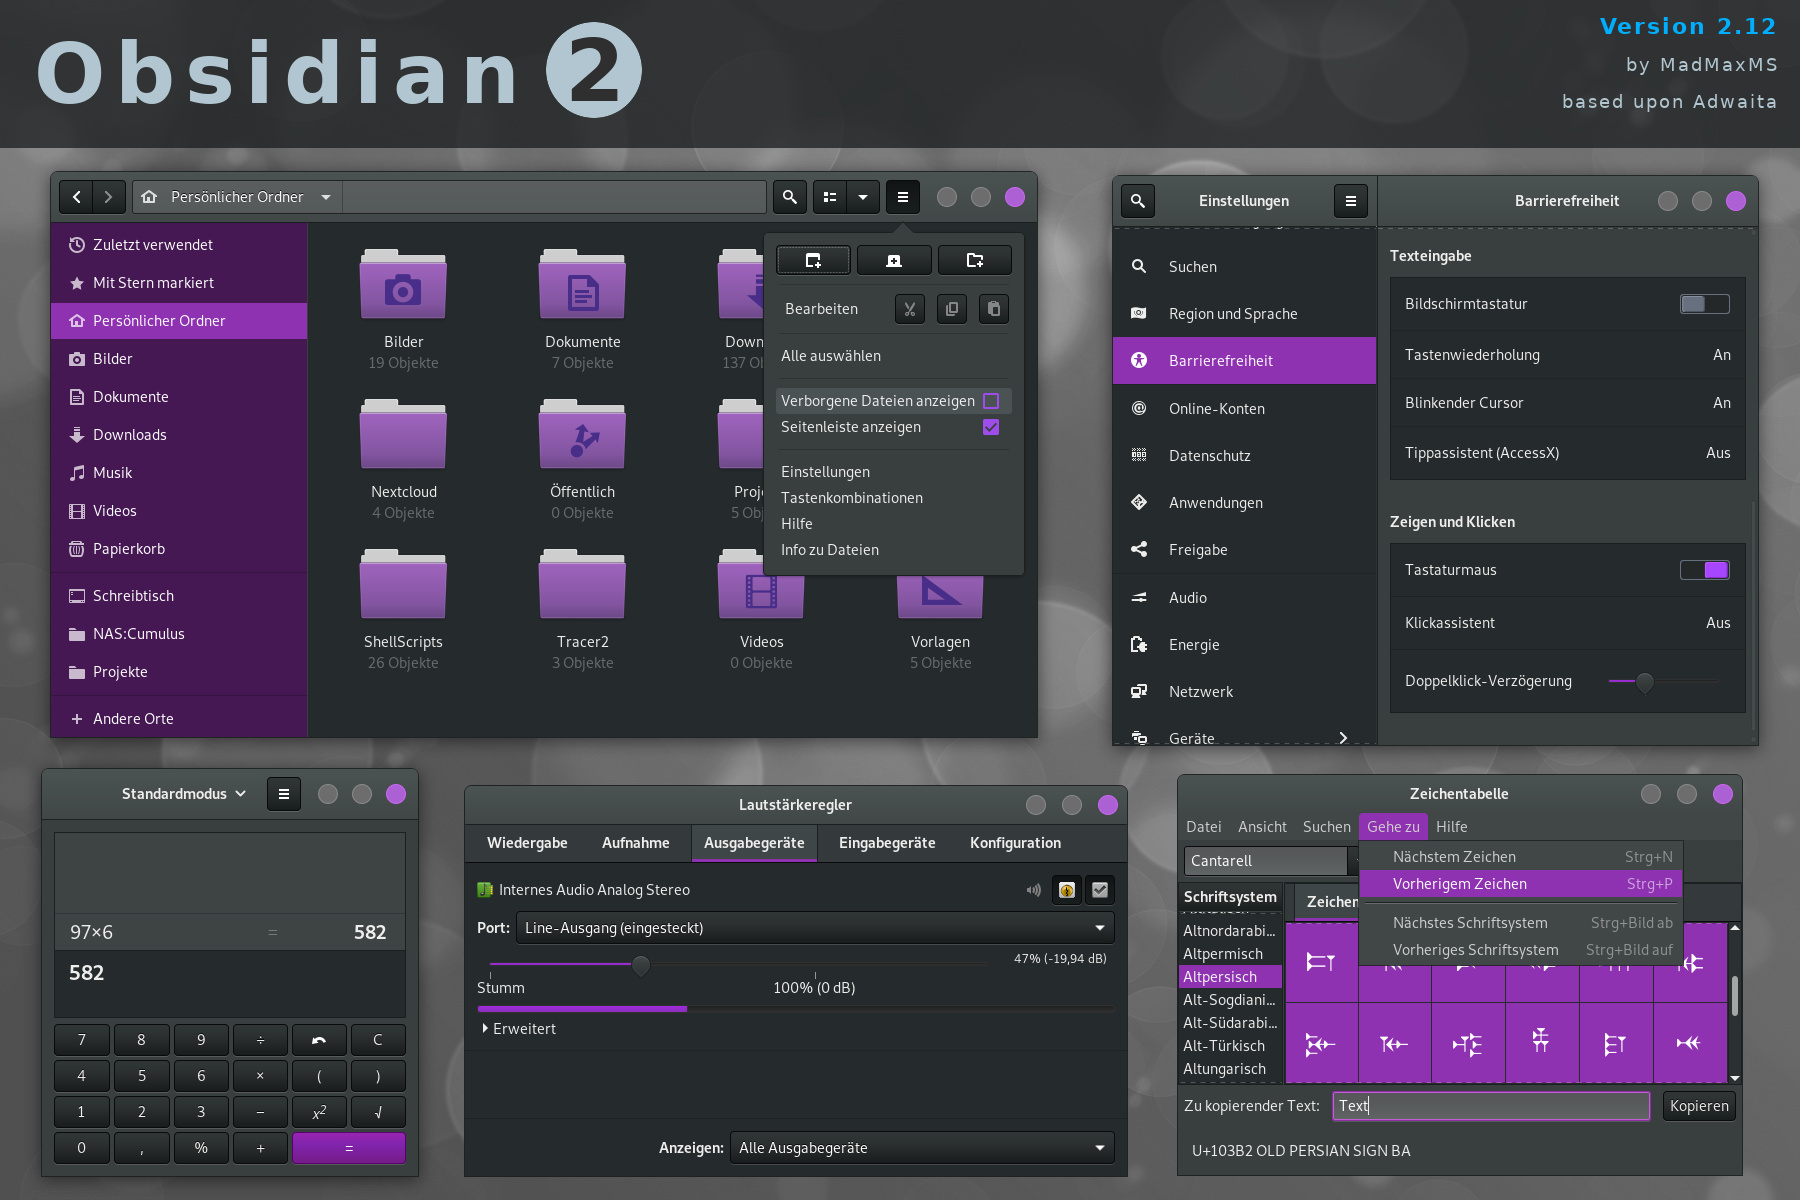 Obsidian 2
Version 2.12
by MadMaxMS
based upon Adwaita
Persönlicher Ordner
Zuletzt verwendet
Mit Stern markiert
Persönlicher Ordner
Bilder
Dokumente
Downloads
Musik
Videos
Papierkorb
Schreibtisch
NAS:Cumulus
Projekte
Andere Orte
Bilder
19 Objekte
Dokumente
7 Objekte
Down
137 O
Nextcloud
4 Objekte
Öffentlich
0 Objekte
Proj
5 Ob
ShellScripts
26 Objekte
Tracer2
3 Objekte
Videos
0 Objekte
Vorlagen
5 Objekte
Bearbeiten
Alle auswählen
Verborgene Dateien anzeigen
Seitenleiste anzeigen
Einstellungen
Tastenkombinationen
Hilfe
Info zu Dateien
Einstellungen
Barrierefreiheit
Suchen
Region und Sprache
Barrierefreiheit
Online-Konten
Datenschutz
Anwendungen
Freigabe
Audio
Energie
Netzwerk
Geräte
Texteingabe
Bildschirmtastatur
Tastenwiederholung An
Blinkender Cursor An
Tippassistent (AccessX) Aus
Zeigen und Klicken
Tastaturmaus
Klickassistent Aus
Doppelklick-Verzögerung
Standardmodus
97×6 = 582
582
7 8 9 ÷ C
4 5 6 × ( )
1 2 3 − x² √
0 , % + =
Lautstärkeregler
Wiedergabe Aufnahme Ausgabegeräte Eingabegeräte Konfiguration
Internes Audio Analog Stereo
Port: Line-Ausgang (eingesteckt)
47% (-19,94 dB)
Stumm 100% (0 dB)
Erweitert
Anzeigen: Alle Ausgabegeräte
Zeichentabelle
Datei Ansicht Suchen Gehe zu Hilfe
Cantarell
Nächstem Zeichen Strg+N
Vorherigem Zeichen Strg+P
Nächstes Schriftsystem Strg+Bild ab
Vorheriges Schriftsystem Strg+Bild auf
Schriftsystem
Zeichen
Altnordarabi...
Altpermisch
Altpersisch
Alt-Sogdiani...
Alt-Südarabi...
Alt-Türkisch
Altungarisch
Zu kopierender Text: Text Kopieren
U+103B2 OLD PERSIAN SIGN BA